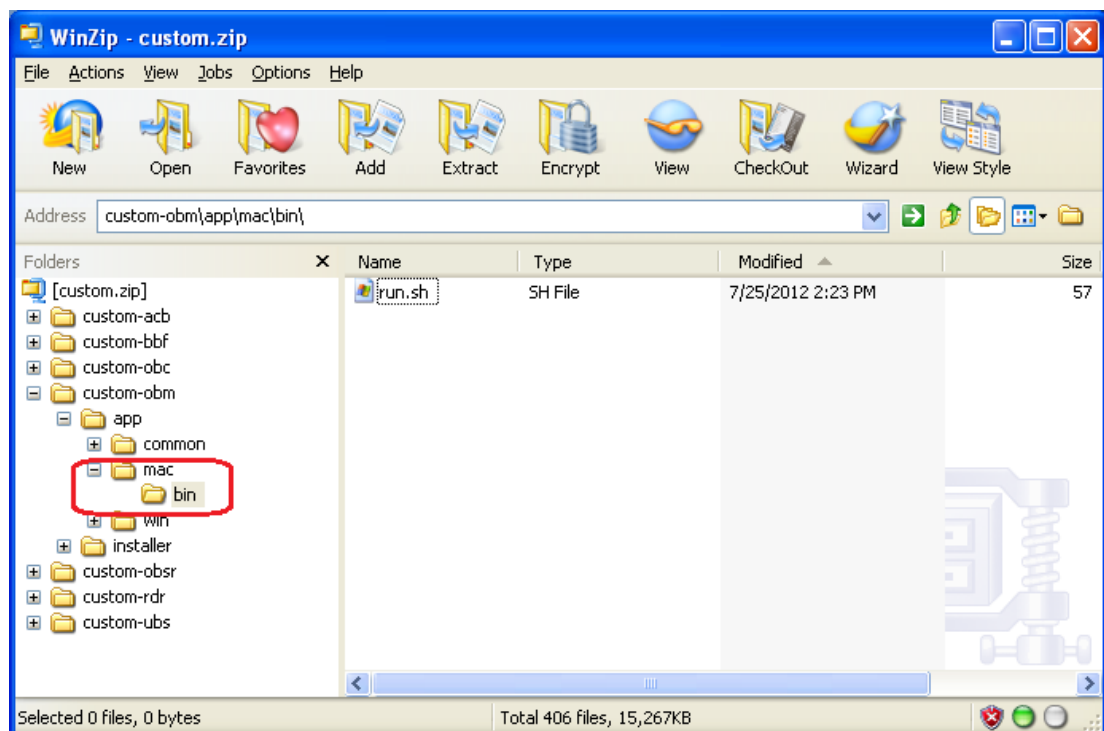 WinZip - custom.zip
File Actions View Jobs Options Help
New Open Favorites Add Extract Encrypt View CheckOut Wizard View Style
Address custom-obm\app\mac\bin\
Folders Name Type Modified Size
[custom.zip] run.sh SH File 7/25/2012 2:23 PM 57
custom-acb
custom-bbf
custom-obc
custom-obm
app
common
mac
bin
win
installer
custom-obsr
custom-rdr
custom-ubs
Selected 0 files, 0 bytes Total 406 files, 15,267KB